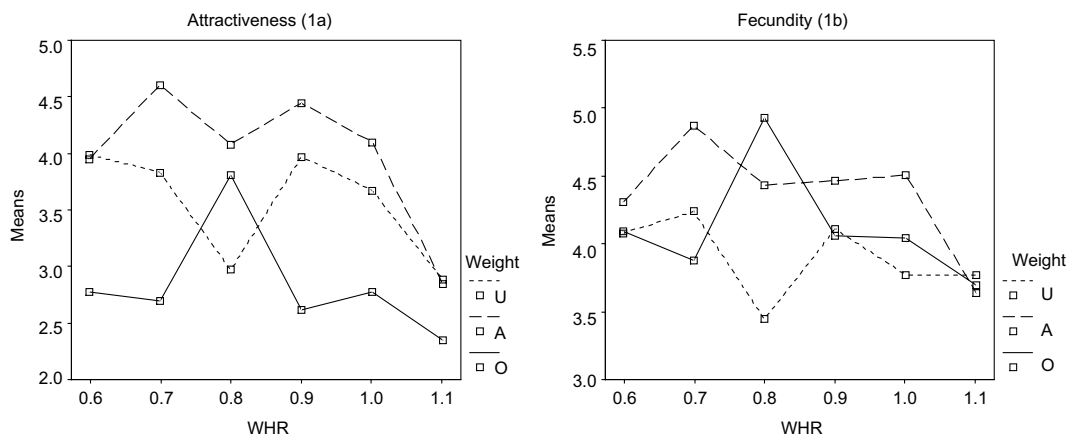 Attractiveness (1a)
5.0
4.5
4.0
3.5
3.0
2.5
2.0
Means
0.6 0.7 0.8 0.9 1.0 1.1
WHR
Weight
U
A
O
Fecundity (1b)
5.5
5.0
4.5
4.0
3.5
3.0
Means
0.6 0.7 0.8 0.9 1.0 1.1
WHR
Weight
U
A
O